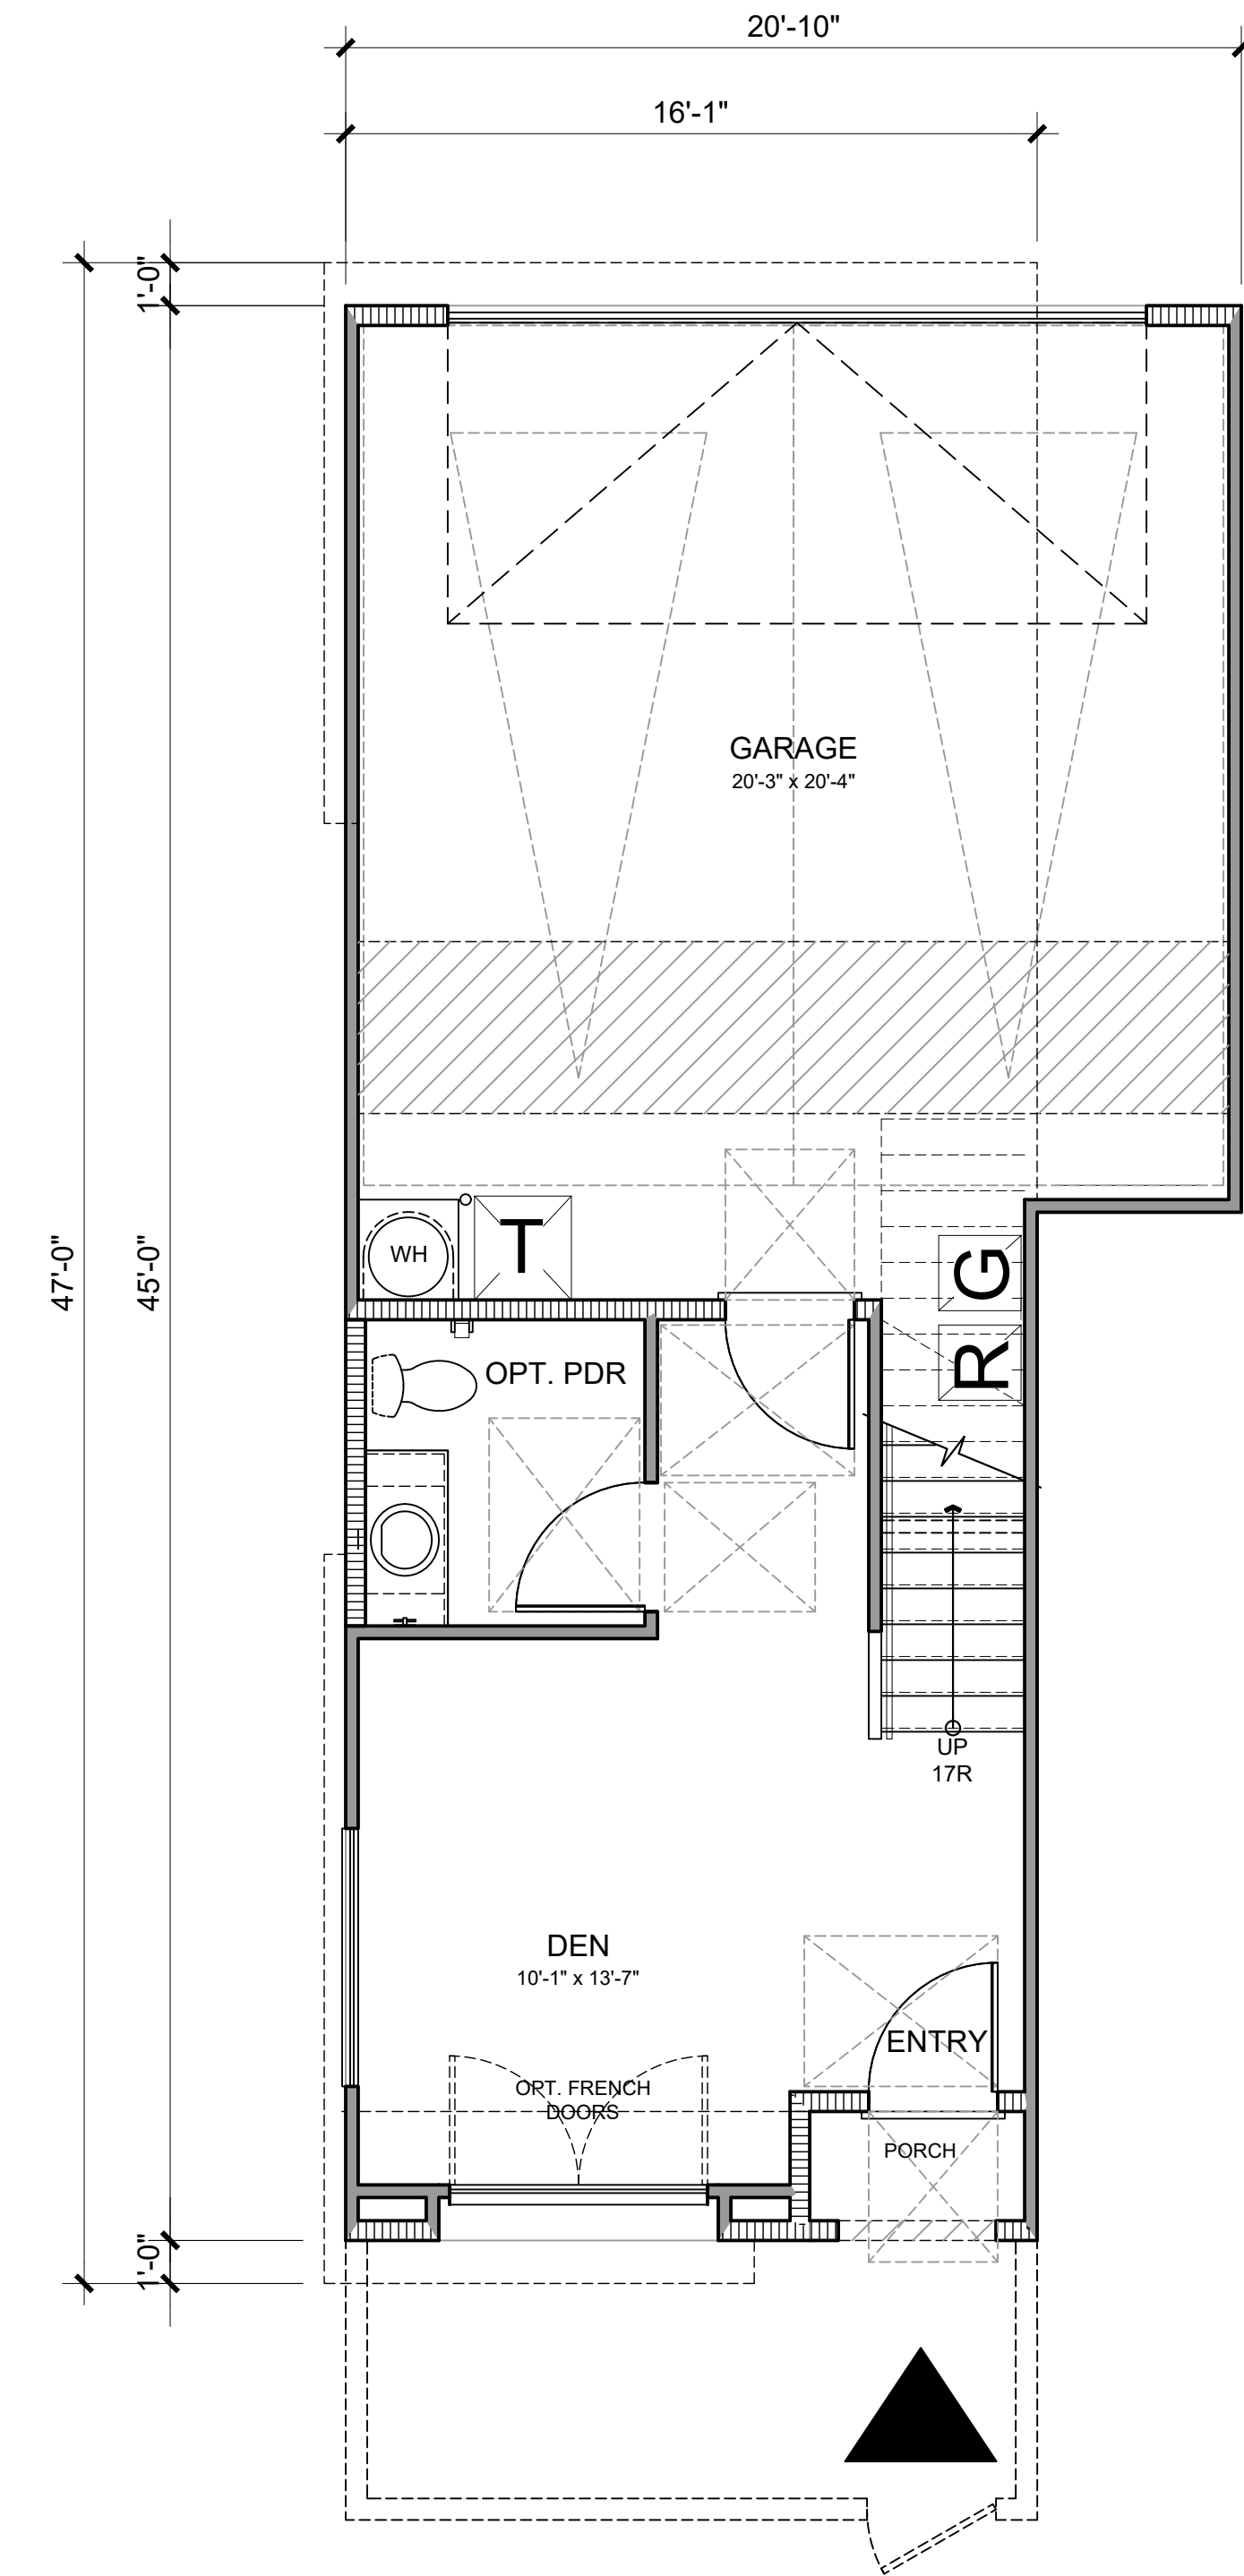 20'-10"
16'-1"
1'-0"
GARAGE
20'-3" x 20'-4"
47'-0"
45'-0"
WH
T
G
R
OPT. PDR
UP
17R
DEN
10'-1" x 13'-7"
ENTRY
OPT. FRENCH
DOORS
PORCH
1'-0"